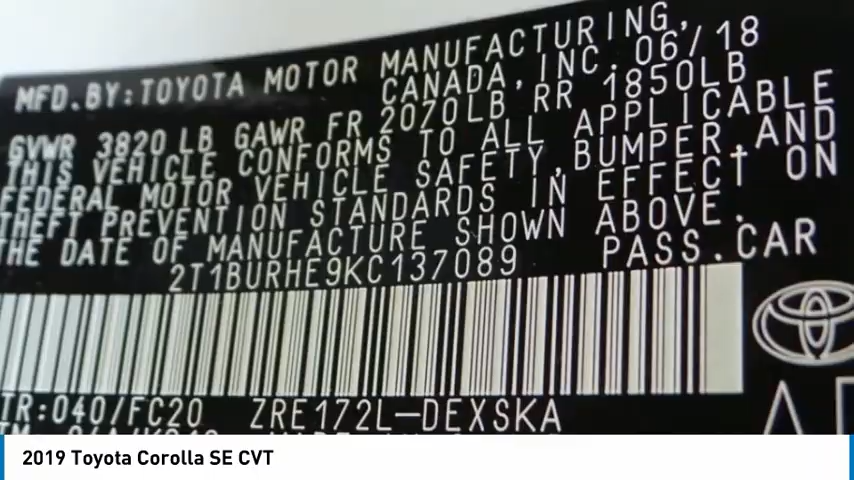 MFD.BY:TOYOTA MOTOR MANUFACTURING,
CANADA,INC. 06/18
GVWR 3820 LB GAWR FR 2070LB RR 1850LB
THIS VEHICLE CONFORMS TO ALL APPLICABLE
FEDERAL MOTOR VEHICLE SAFETY,BUMPER,AND
THEFT PREVENTION STANDARDS IN EFFECT ON
THE DATE OF MANUFACTURE SHOWN ABOVE.
2T1BURHE9KC137089 PASS.CAR
TR:040/FC20 ZRE172L-DEXSKA
2019 Toyota Corolla SE CVT